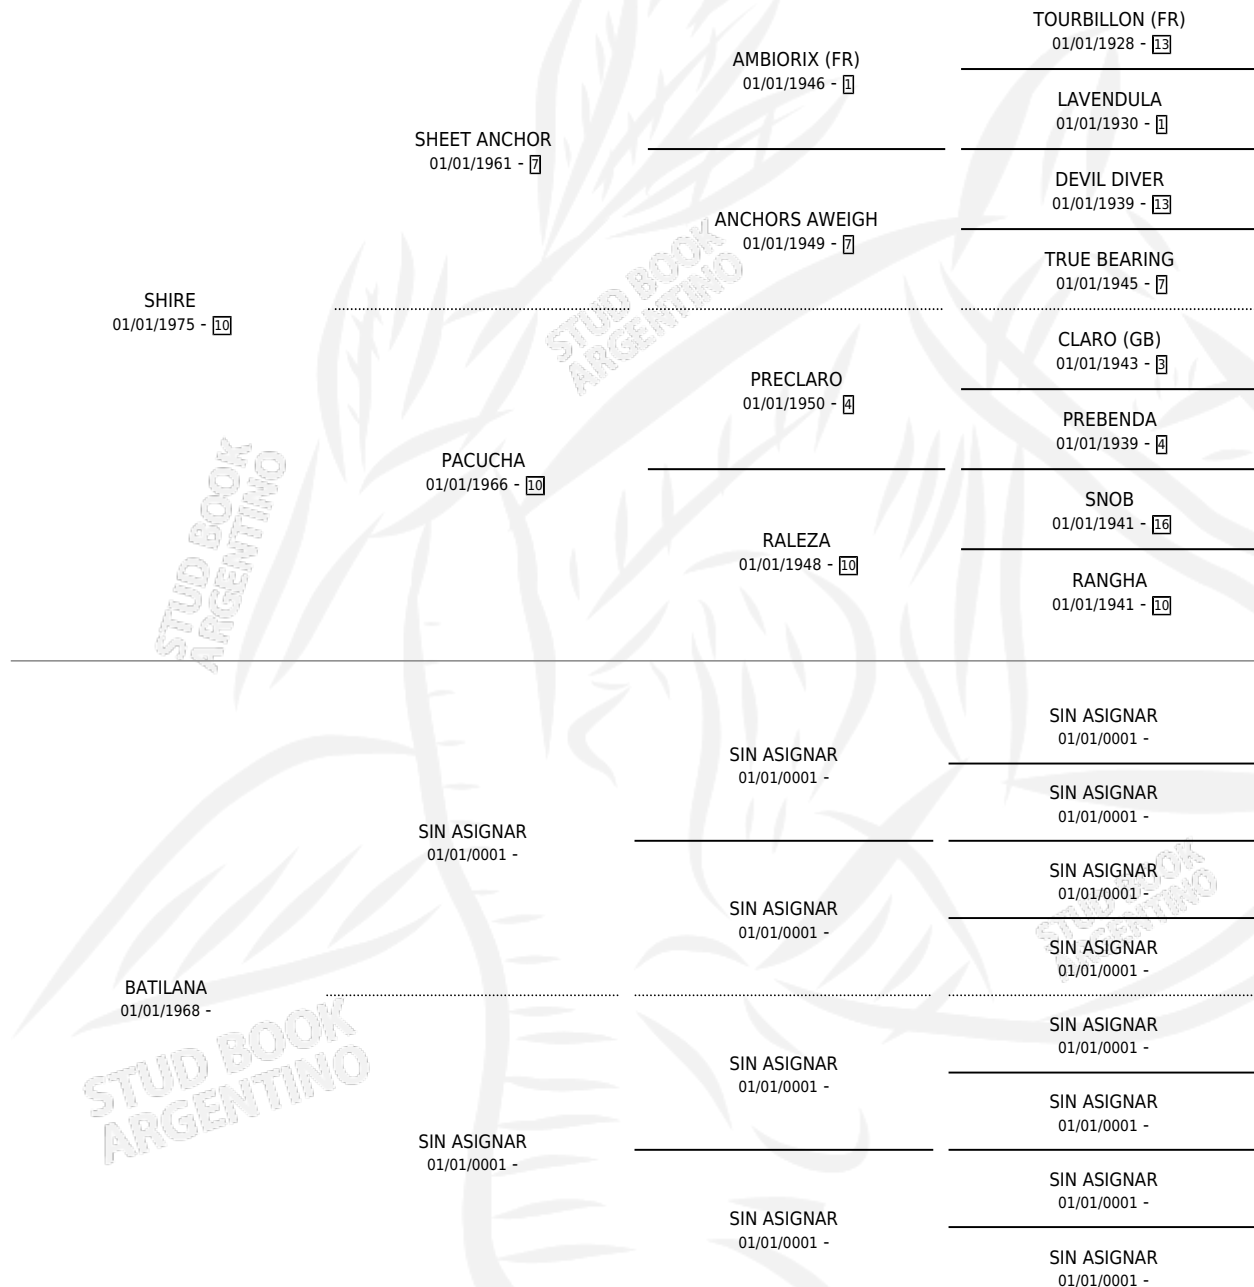 TOURBILLON (FR)
01/01/1928 - 13
AMBIORIX (FR)
01/01/1946 - 1
LAVENDULA
01/01/1930 - 1
SHEET ANCHOR
01/01/1961 - 7
DEVIL DIVER
01/01/1939 - 13
ANCHORS AWEIGH
01/01/1949 - 7
TRUE BEARING
01/01/1945 - 7
SHIRE
01/01/1975 - 10
CLARO (GB)
01/01/1943 - 3
PRECLARO
01/01/1950 - 4
PREBENDA
01/01/1939 - 4
PACUCHA
01/01/1966 - 10
SNOB
01/01/1941 - 16
RALEZA
01/01/1948 - 10
RANGHA
01/01/1941 - 10
STUD BOOK
ARGENTINO
STUD BOOK
ARGENTINO
SIN ASIGNAR
01/01/0001 -
SIN ASIGNAR
01/01/0001 -
SIN ASIGNAR
01/01/0001 -
SIN ASIGNAR
01/01/0001 -
SIN ASIGNAR
01/01/0001 -
SIN ASIGNAR
01/01/0001 -
SIN ASIGNAR
01/01/0001 -
BATILANA
01/01/1968 -
SIN ASIGNAR
01/01/0001 -
SIN ASIGNAR
01/01/0001 -
SIN ASIGNAR
01/01/0001 -
SIN ASIGNAR
01/01/0001 -
SIN ASIGNAR
01/01/0001 -
SIN ASIGNAR
01/01/0001 -
SIN ASIGNAR
01/01/0001 -
STUD BOOK
ARGENTINO
STUD BOOK
ARGENTINO